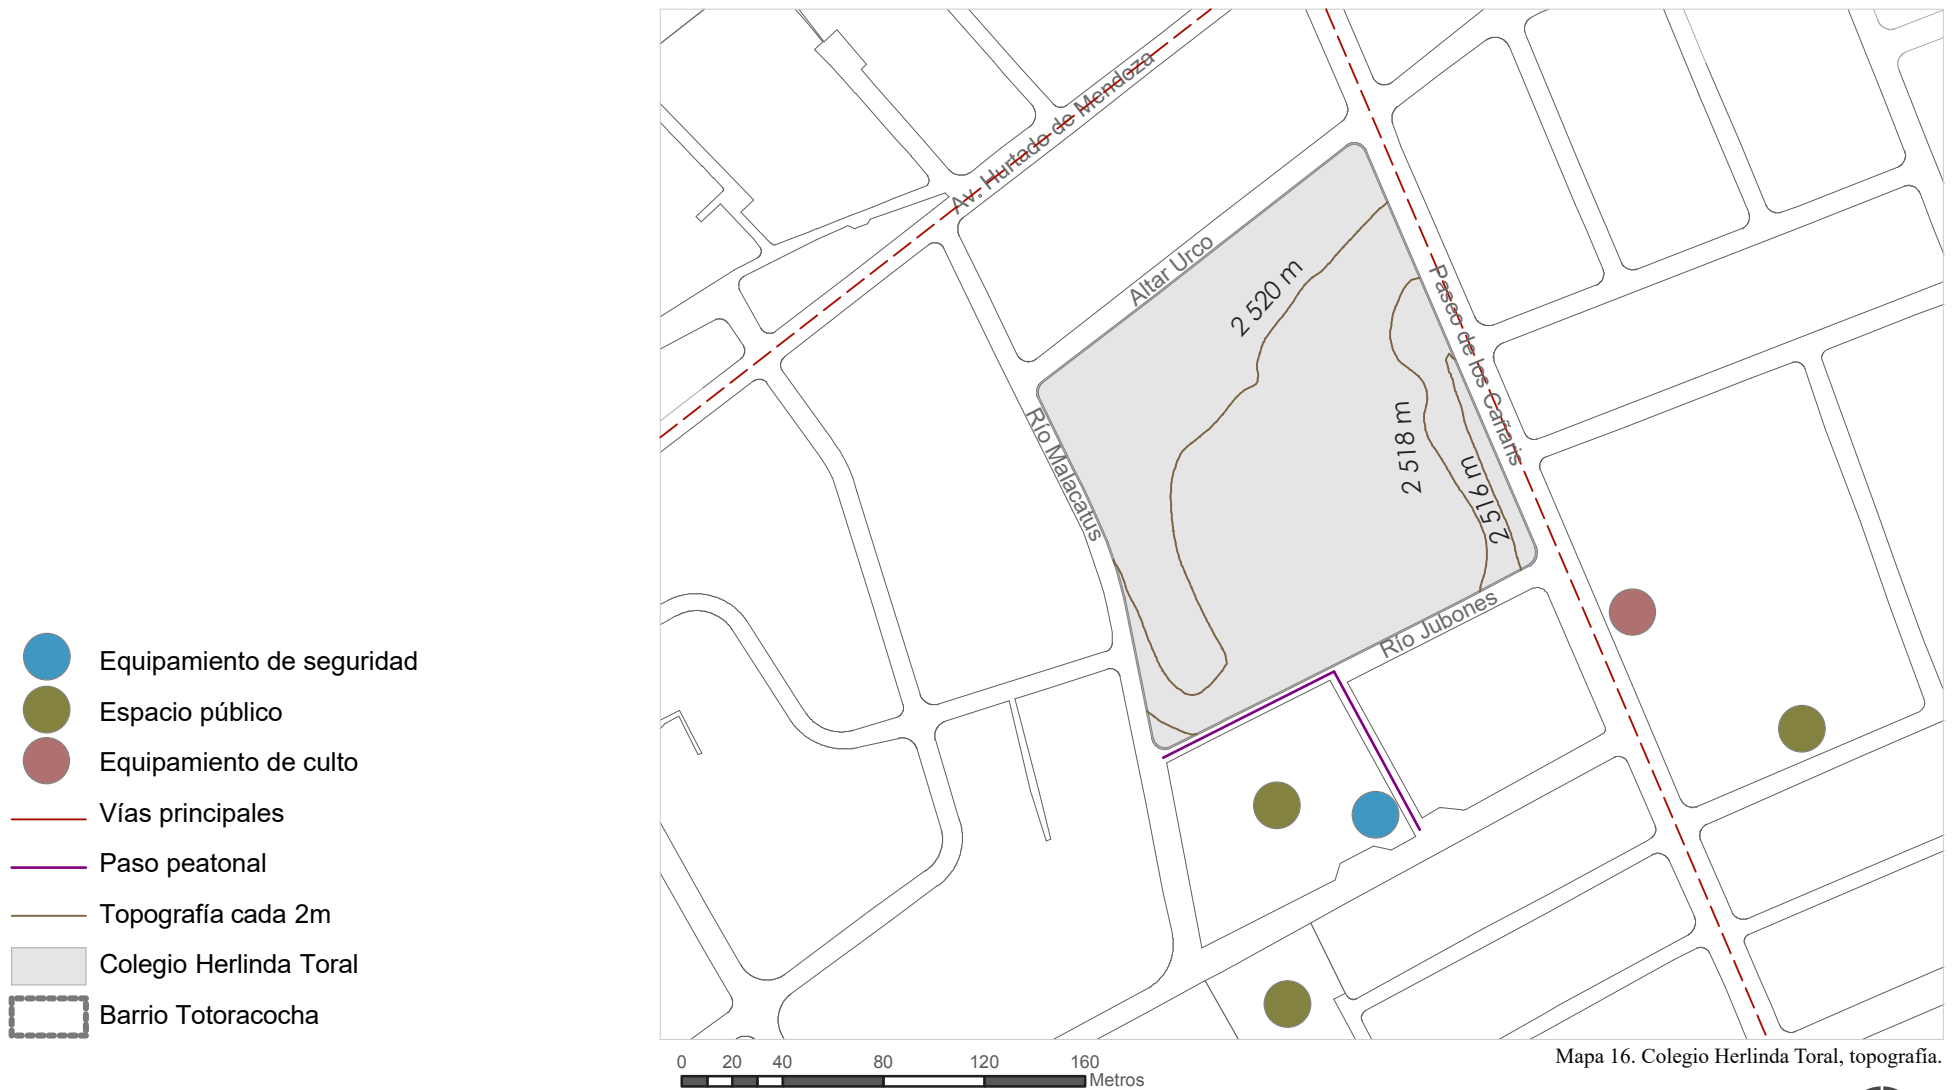 Av. Hurtado de Mendoza
Altar Urco
2 520 m
Paseo de los Cañaris
Río Malacatus
2 518 m
2 516 m
Río Jubones
Equipamiento de seguridad
Espacio público
Equipamiento de culto
Vías principales
Paso peatonal
Topografía cada 2m
Colegio Herlinda Toral
Barrio Totoracocha
0 20 40 80 120 160
Metros
Mapa 16. Colegio Herlinda Toral, topografía.